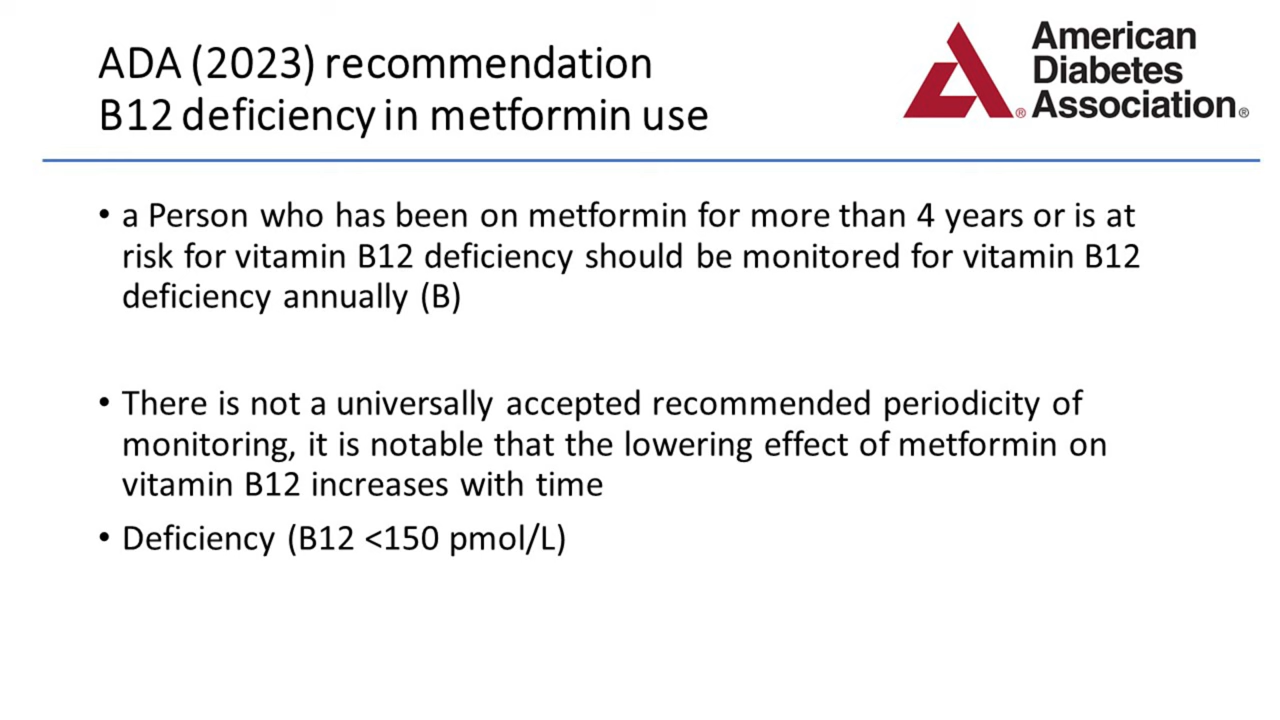 ADA (2023) recommendation
B12 deficiency in metformin use
American
Diabetes
Association®
• a Person who has been on metformin for more than 4 years or is at
risk for vitamin B12 deficiency should be monitored for vitamin B12
deficiency annually (B)
• There is not a universally accepted recommended periodicity of
monitoring, it is notable that the lowering effect of metformin on
vitamin B12 increases with time
• Deficiency (B12 <150 pmol/L)